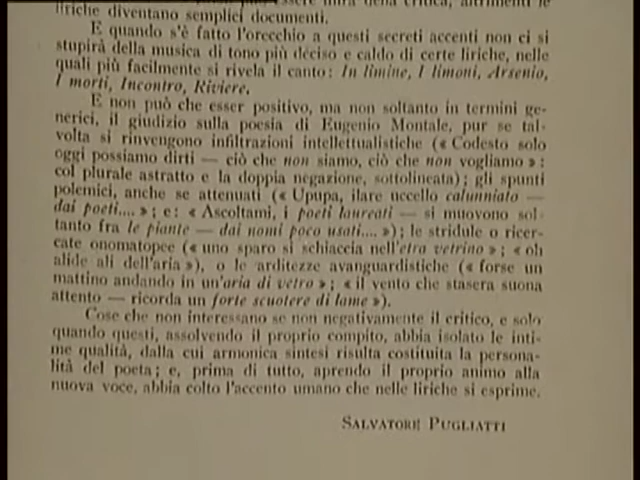 essere mira della critica, altrimenti le
liriche diventano semplici documenti.
E quando s'è fatto l'orecchio a questi secreti accenti non ci si
stupirà della musica di tono più deciso e caldo di certe liriche, nelle
quali più facilmente si rivela il canto: In limine, I limoni, Arsenio,
I morti, Incontro, Riviere.
E non può che esser positivo, ma non soltanto in termini ge-
nerici, il giudizio sulla poesia di Eugenio Montale, pur se tal-
volta si rinvengono infiltrazioni intellettualistiche (« Codesto solo
oggi possiamo dirti — ciò che non siamo, ciò che non vogliamo » :
col plurale astratto e la doppia negazione, sottolineata) ; gli spunti
polemici, anche se attenuati (« Upupa, ilare uccello calunniato —
dai poeti.... » ; e : « Ascoltami, i poeti laureati — si muovono sol-
tanto fra le piante — dai nomi poco usati.... ») ; le stridule o ricer-
cate onomatopee (« uno sparo si schiaccia nell'etra vetrino » ; « oh
alide ali dell'aria »), o le arditezze avanguardistiche (« forse un
mattino andando in un'aria di vetro » ; « il vento che stasera suona
attento — ricorda un forte scuotere di lame »).
Cose che non interessano se non negativamente il critico, e solo
quando questi, assolvendo il proprio compito, abbia isolato le inti-
me qualità, dalla cui armonica sintesi risulta costituita la persona-
lità del poeta ; e, prima di tutto, aprendo il proprio animo alla
nuova voce, abbia colto l'accento umano che nelle liriche si esprime.
SALVATORE PUGLIATTI